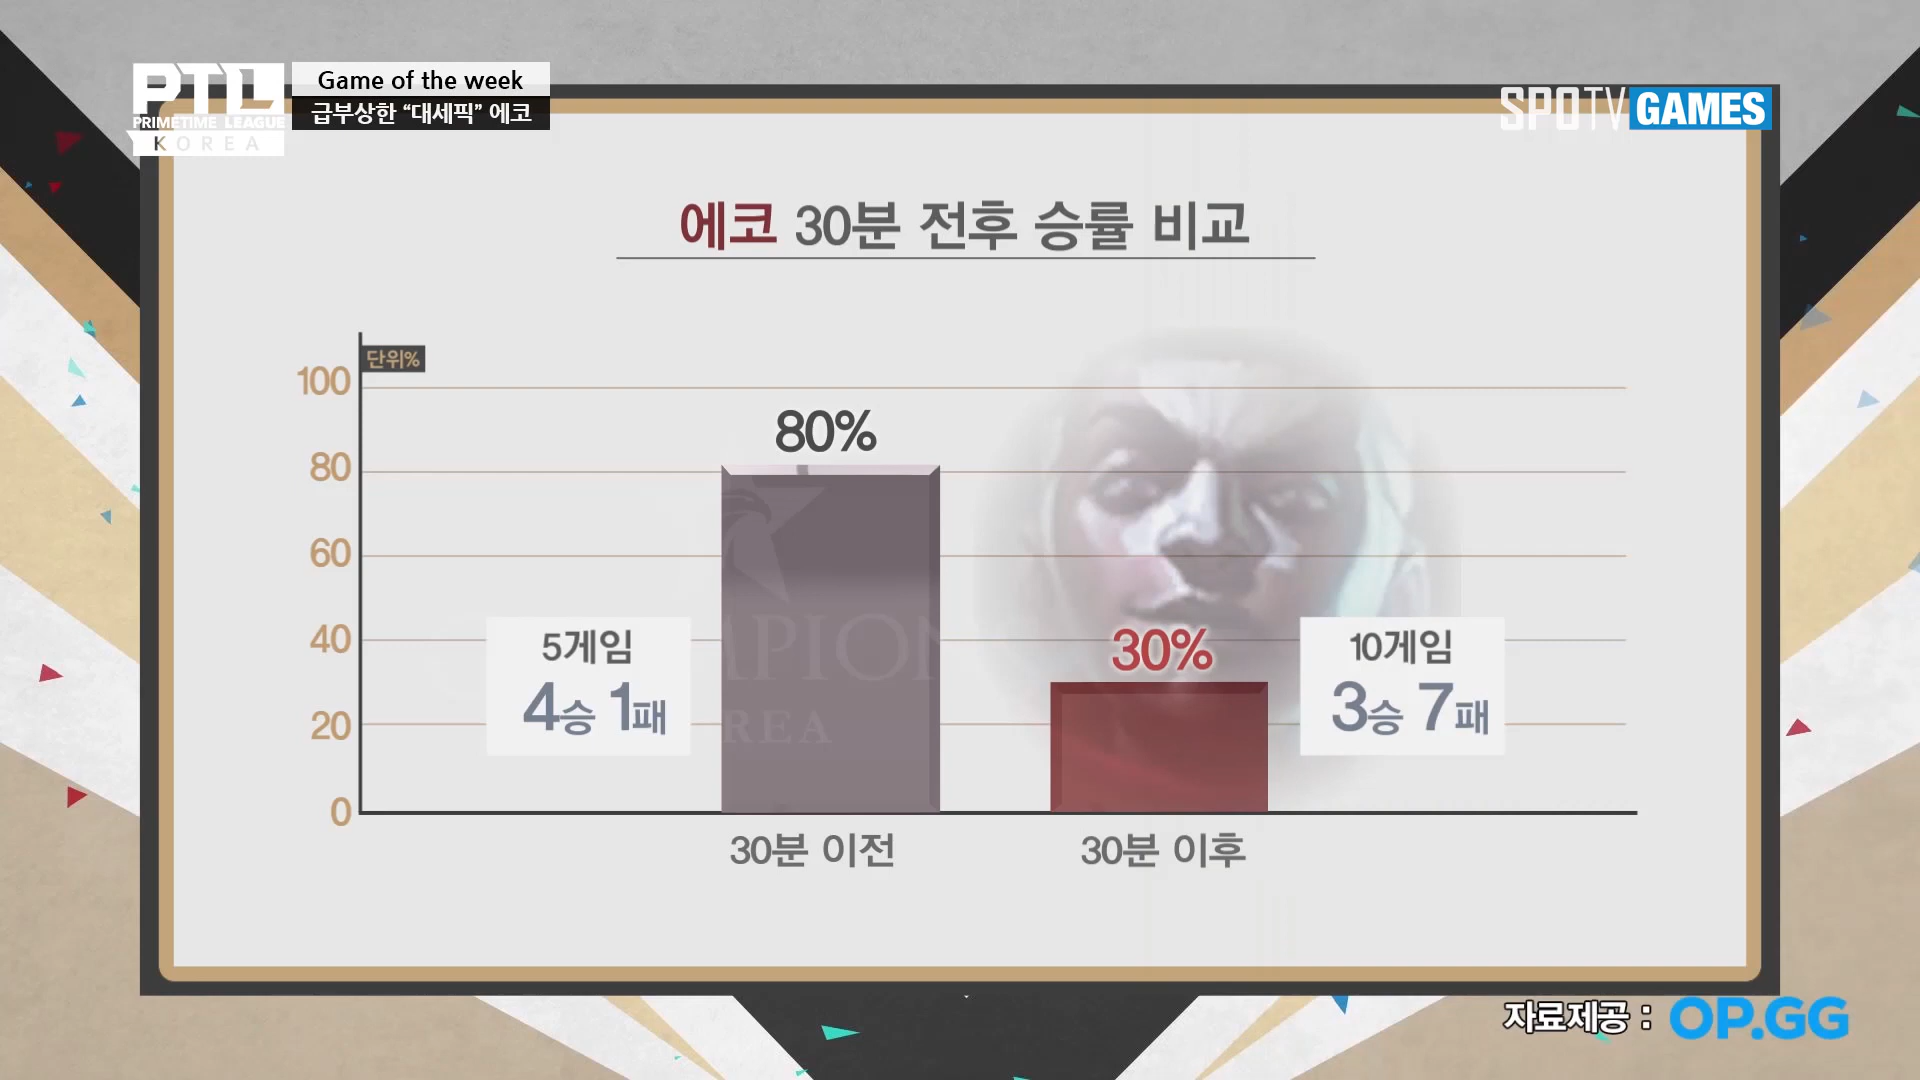 PTL
PRIMETIME LEAGUE
KOREA
Game of the week
급부상한 “대세픽” 에코
SPOTV GAMES
에코 30분 전후 승률 비교
단위%
100
80
60
40
20
0
80%
30%
5게임
4승 1패
10게임
3승 7패
30분 이전
30분 이후
자료제공 : OP.GG